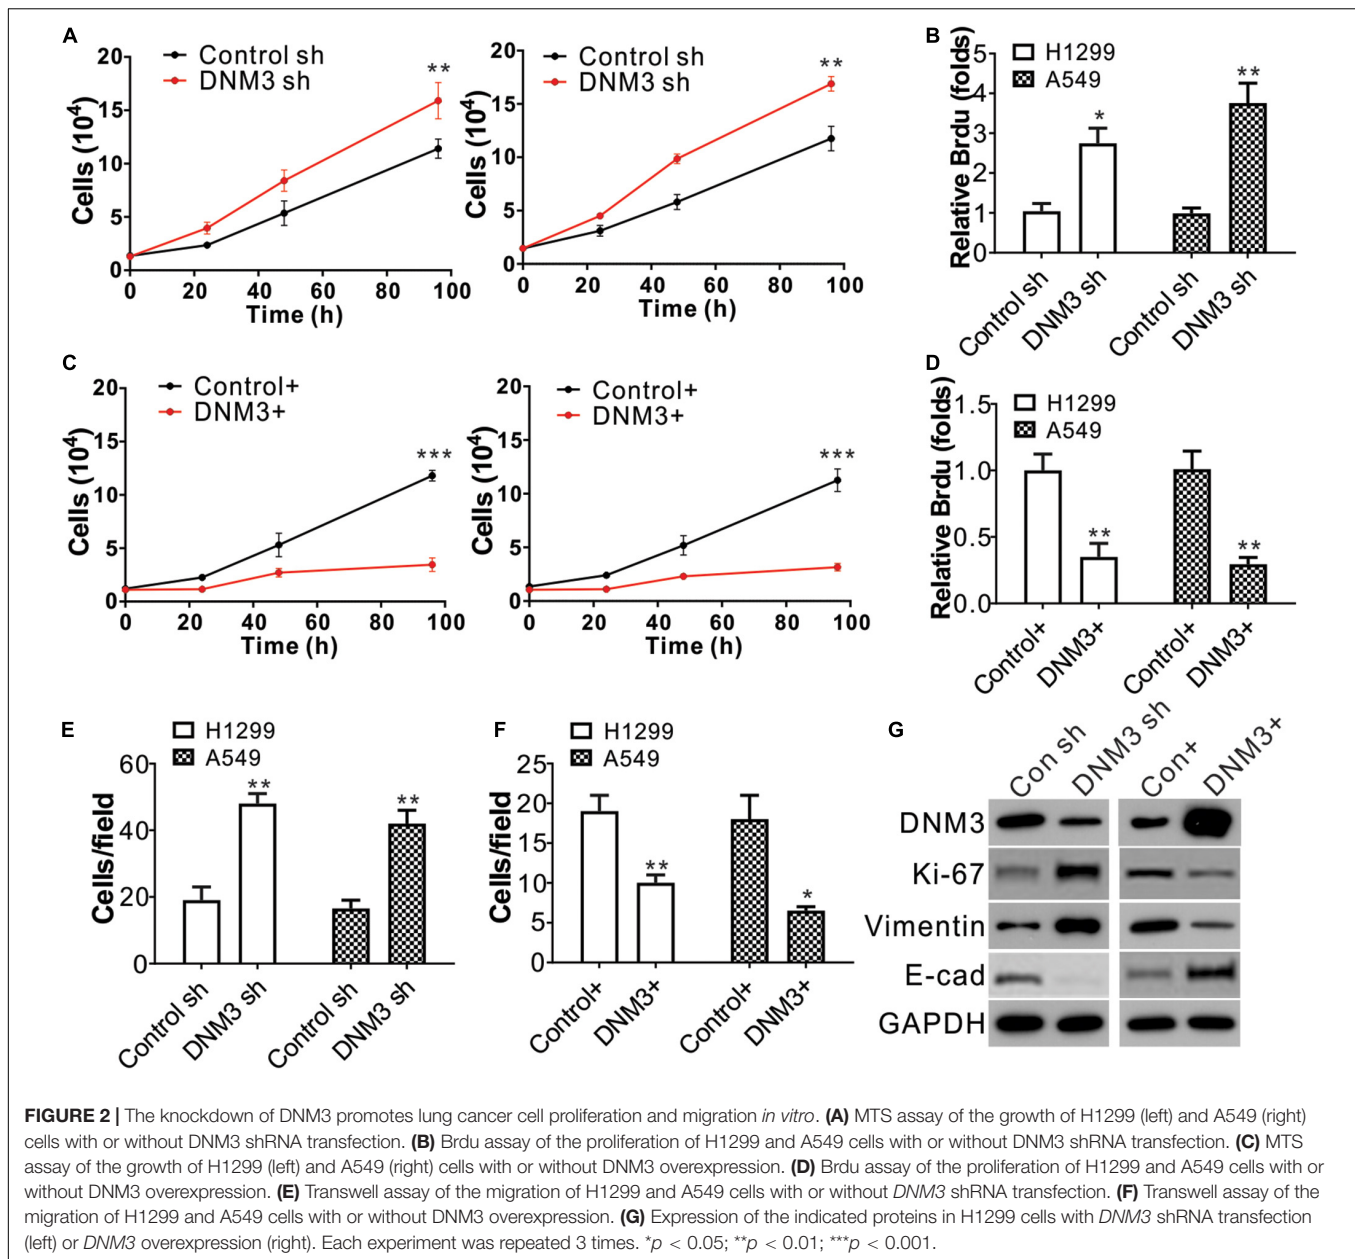 A
Control sh
DNM3 sh
**
Cells (10⁴)
20
15
10
5
0
0 20 40 60 80 100
Time (h)
Control sh
DNM3 sh
**
Cells (10⁴)
20
15
10
5
0
0 20 40 60 80 100
Time (h)
B
H1299
A549
*
**
Relative Brdu (folds)
5
4
3
2
1
0
Control sh
DNM3 sh
Control sh
DNM3 sh
C
Control+
DNM3+
***
Cells (10⁴)
20
15
10
5
0
0 20 40 60 80 100
Time (h)
Control+
DNM3+
***
Cells (10⁴)
20
15
10
5
0
0 20 40 60 80 100
Time (h)
D
H1299
A549
**
**
Relative Brdu (folds)
1.5
1.0
0.5
0.0
Control+
DNM3+
Control+
DNM3+
E
H1299
A549
**
**
Cells/field
60
40
20
0
Control sh
DNM3 sh
Control sh
DNM3 sh
F
H1299
A549
**
*
Cells/field
25
20
15
10
5
0
Control+
DNM3+
Control+
DNM3+
G
Con sh
DNM3 sh
Con+
DNM3+
DNM3
Ki-67
Vimentin
E-cad
GAPDH
FIGURE 2 | The knockdown of DNM3 promotes lung cancer cell proliferation and migration in vitro. (A) MTS assay of the growth of H1299 (left) and A549 (right)
cells with or without DNM3 shRNA transfection. (B) Brdu assay of the proliferation of H1299 and A549 cells with or without DNM3 shRNA transfection. (C) MTS
assay of the growth of H1299 (left) and A549 (right) cells with or without DNM3 overexpression. (D) Brdu assay of the proliferation of H1299 and A549 cells with or
without DNM3 overexpression. (E) Transwell assay of the migration of H1299 and A549 cells with or without DNM3 shRNA transfection. (F) Transwell assay of the
migration of H1299 and A549 cells with or without DNM3 overexpression. (G) Expression of the indicated proteins in H1299 cells with DNM3 shRNA transfection
(left) or DNM3 overexpression (right). Each experiment was repeated 3 times. *p < 0.05; **p < 0.01; ***p < 0.001.